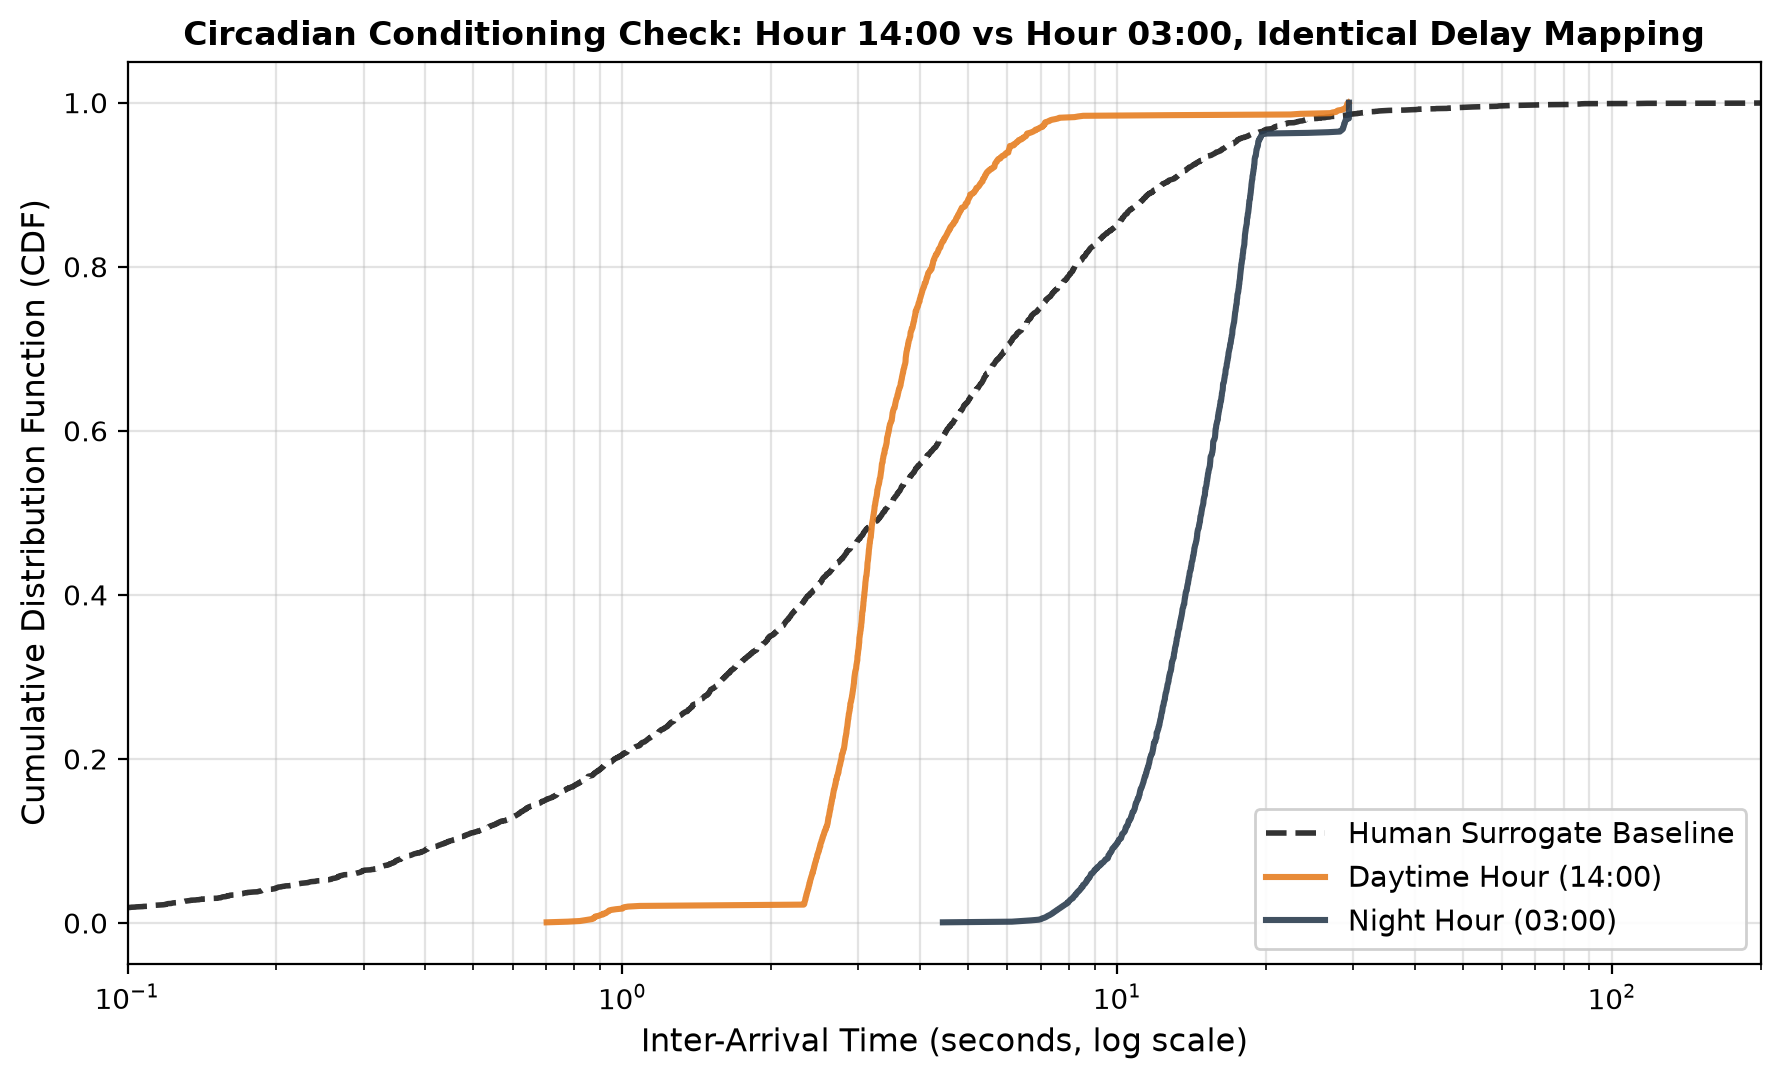 Circadian Conditioning Check: Hour 14:00 vs Hour 03:00, Identical Delay Mapping
Cumulative Distribution Function (CDF)
1.0
0.8
0.6
0.4
0.2
0.0
Human Surrogate Baseline
Daytime Hour (14:00)
Night Hour (03:00)
10⁻¹ 10⁰ 10¹ 10²
Inter-Arrival Time (seconds, log scale)